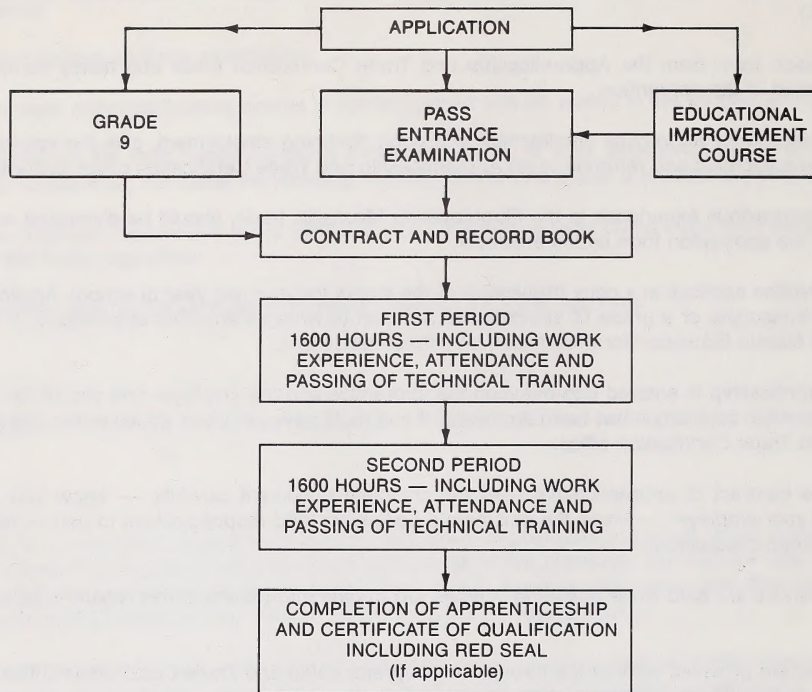 APPLICATION
GRADE
9
PASS
ENTRANCE
EXAMINATION
EDUCATIONAL
IMPROVEMENT
COURSE
CONTRACT AND RECORD BOOK
FIRST PERIOD
1600 HOURS — INCLUDING WORK
EXPERIENCE, ATTENDANCE AND
PASSING OF TECHNICAL TRAINING
SECOND PERIOD
1600 HOURS — INCLUDING WORK
EXPERIENCE, ATTENDANCE AND
PASSING OF TECHNICAL TRAINING
COMPLETION OF APPRENTICESHIP
AND CERTIFICATE OF QUALIFICATION
INCLUDING RED SEAL
(If applicable)